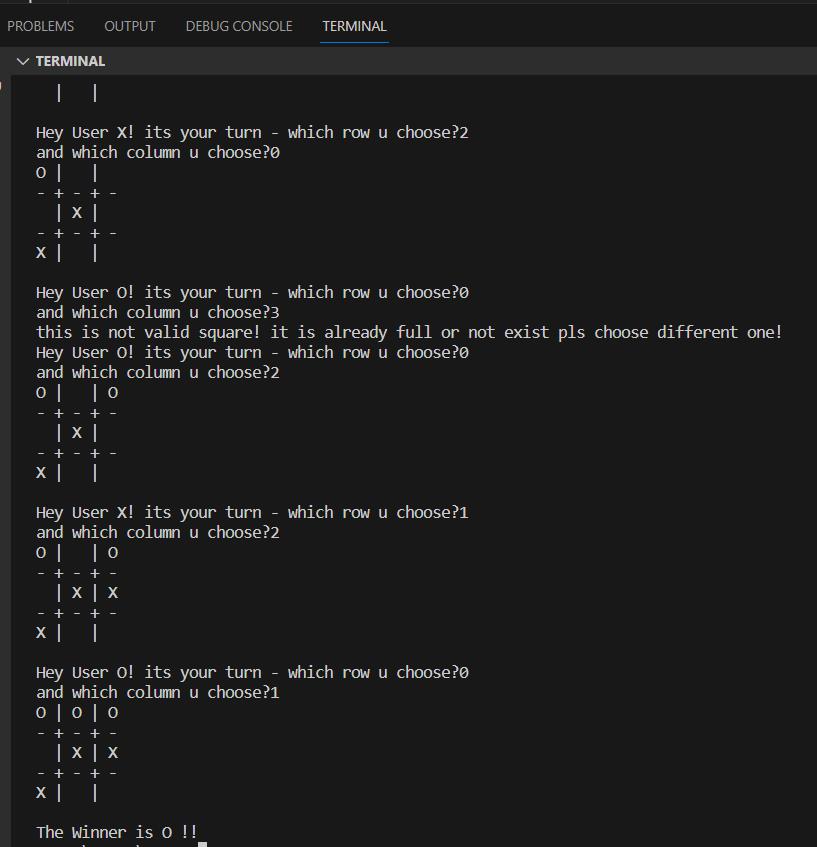 PROBLEMS OUTPUT DEBUG CONSOLE TERMINAL
TERMINAL
  |   |
Hey User X! its your turn - which row u choose?2
and which column u choose?0
O |   |
- + - + -
  | X |
- + - + -
X |   |
Hey User O! its your turn - which row u choose?0
and which column u choose?3
this is not valid square! it is already full or not exist pls choose different one!
Hey User O! its your turn - which row u choose?0
and which column u choose?2
O |   | O
- + - + -
  | X |
- + - + -
X |   |
Hey User X! its your turn - which row u choose?1
and which column u choose?2
O |   | O
- + - + -
  | X | X
- + - + -
X |   |
Hey User O! its your turn - which row u choose?0
and which column u choose?1
O | O | O
- + - + -
  | X | X
- + - + -
X |   |
The Winner is O !!